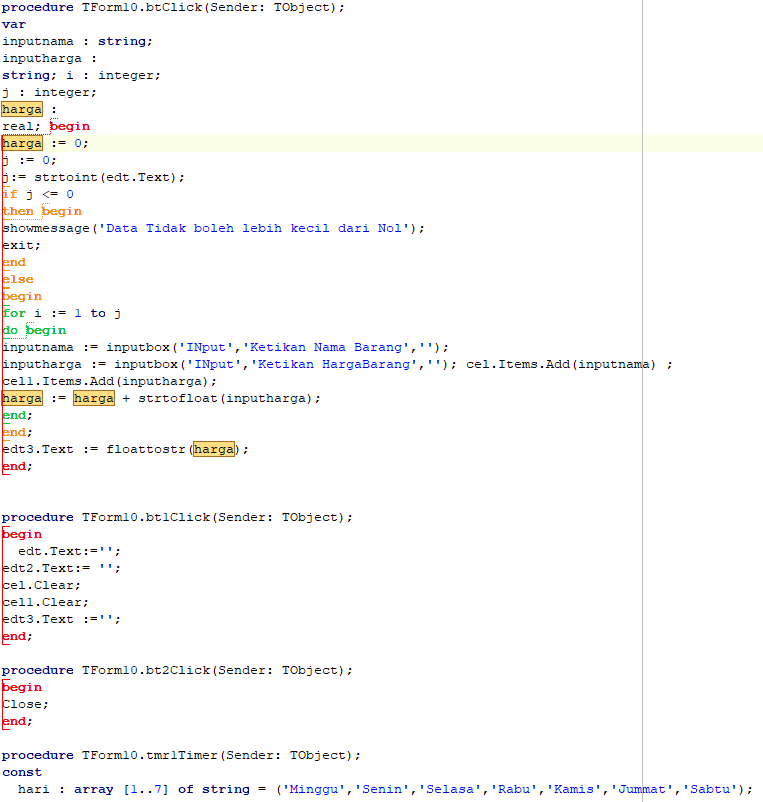 procedure TForm10.btClick(Sender: TObject);
var
inputnama : string;
inputharga :
string; i : integer;
j : integer;
harga :
real; begin
harga := 0;
j := 0;
j:= strtoint(edt.Text);
if j <= 0
then begin
showmessage('Data Tidak boleh lebih kecil dari Nol');
exit;
end
else
begin
for i := 1 to j
do begin
inputnama := inputbox('INput','Ketikan Nama Barang','');
inputharga := inputbox('INput','Ketikan HargaBarang',''); cel.Items.Add(inputnama) ;
cel1.Items.Add(inputharga);
harga := harga + strtofloat(inputharga);
end;
end;
edt3.Text := floattostr(harga);
end;
procedure TForm10.bt1Click(Sender: TObject);
begin
edt.Text:='';
edt2.Text:= '';
cel.Clear;
cel1.Clear;
edt3.Text :='';
end;
procedure TForm10.bt2Click(Sender: TObject);
begin
Close;
end;
procedure TForm10.tmr1Timer(Sender: TObject);
const
hari : array [1..7] of string = ('Minggu','Senin','Selasa','Rabu','Kamis','Jummat','Sabtu');